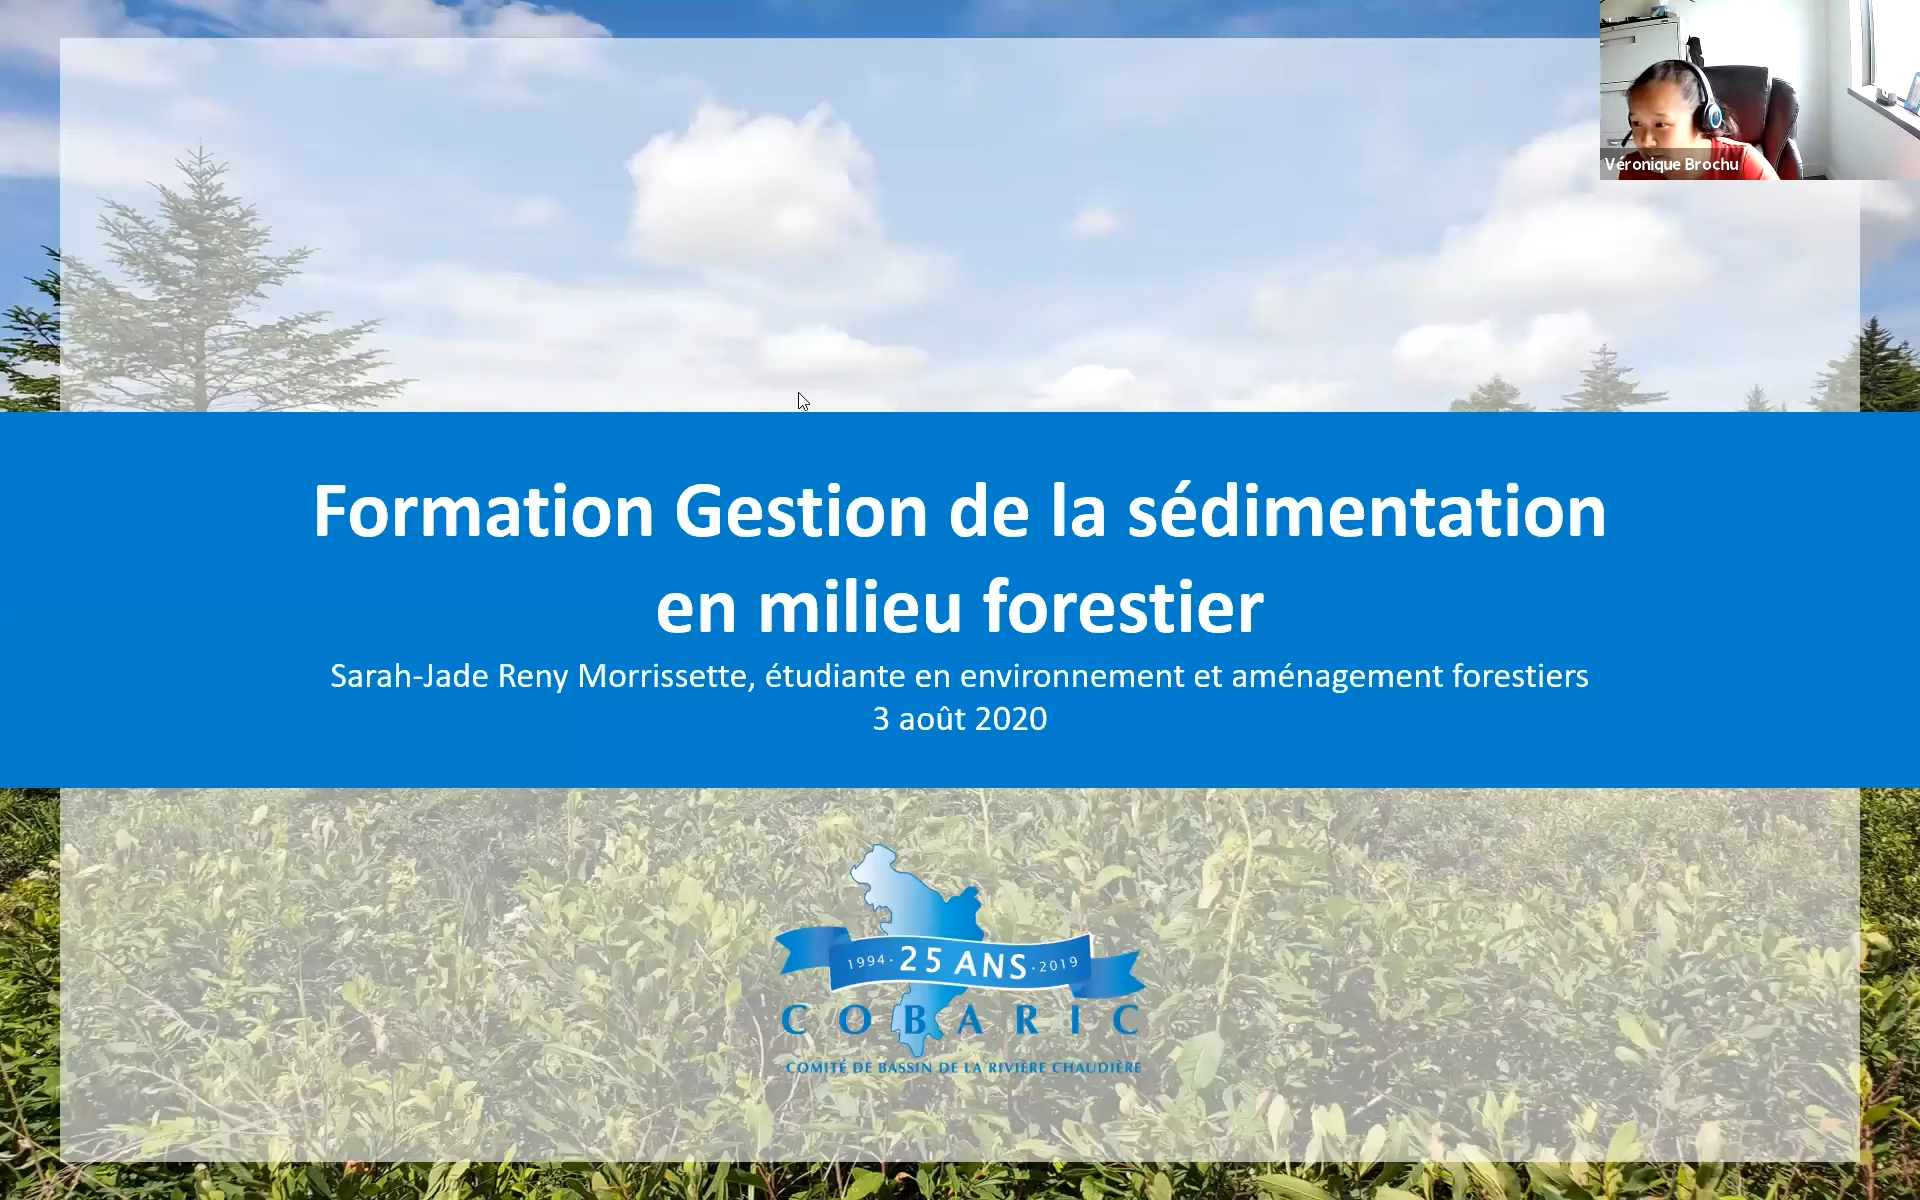 Véronique Brochu
Formation Gestion de la sédimentation
en milieu forestier
Sarah-Jade Reny Morrissette, étudiante en environnement et aménagement forestiers
3 août 2020
1994 · 25 ANS · 2019
COBARIC
COMITÉ DE BASSIN DE LA RIVIÈRE CHAUDIÈRE